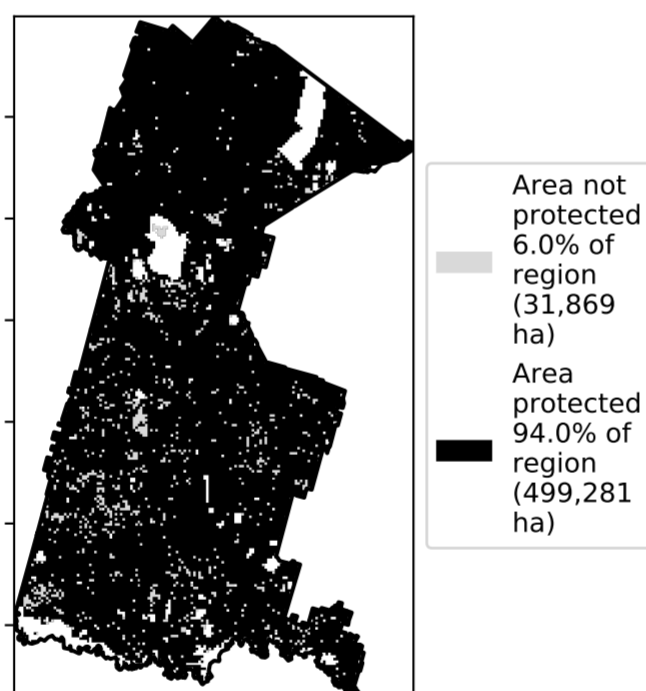 Area not
protected
6.0% of
region
(31,869
ha)
Area
protected
94.0% of
region
(499,281
ha)